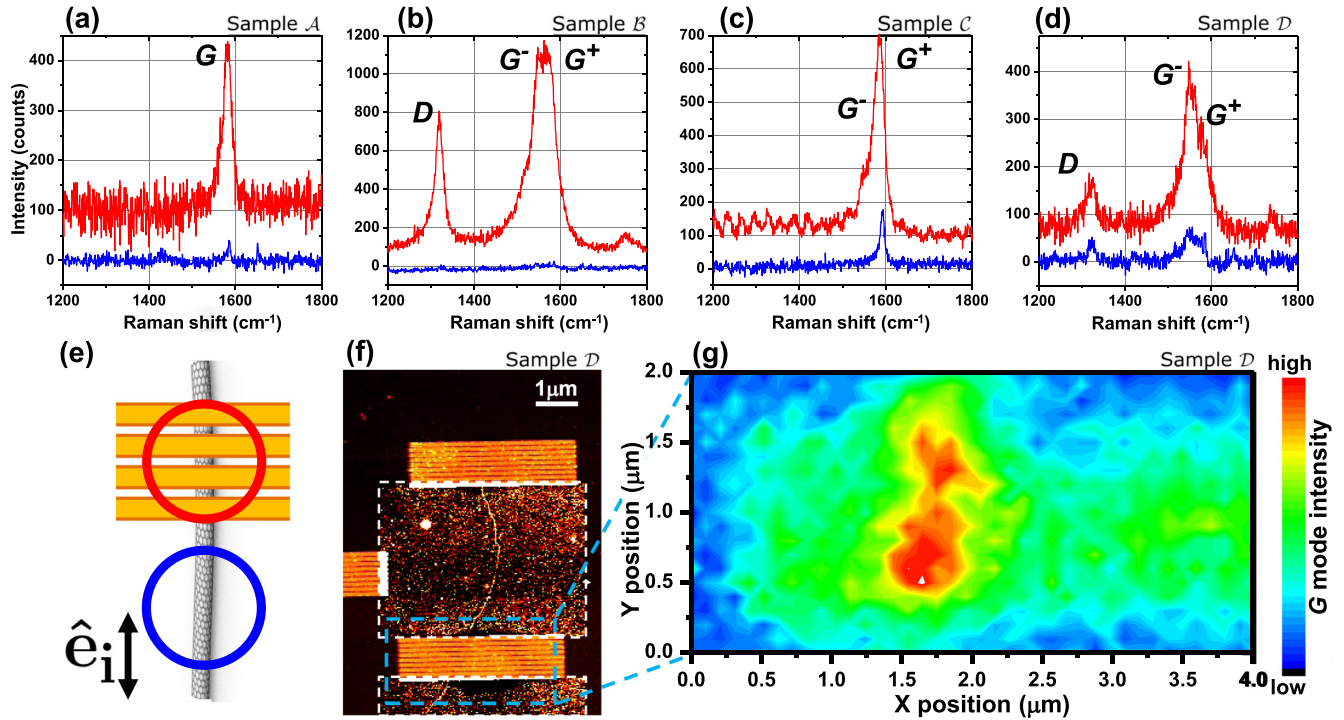 (a) Sample 𝒜
G
Intensity (counts)
400
300
200
100
0
1200 1400 1600 1800
Raman shift (cm⁻¹)
(b) Sample ℬ
G⁻ G⁺
D
1200
1000
800
600
400
200
0
1200 1400 1600 1800
Raman shift (cm⁻¹)
(c) Sample 𝒞
G⁺
G⁻
700
600
500
400
300
200
100
0
1200 1400 1600 1800
Raman shift (cm⁻¹)
(d) Sample 𝒟
G⁻
G⁺
D
400
300
200
100
0
1200 1400 1600 1800
Raman shift (cm⁻¹)
(e)
êᵢ
(f) Sample 𝒟
1μm
(g) Sample 𝒟
Y position (μm)
2.0
1.5
1.0
0.5
0.0
0.0 0.5 1.0 1.5 2.0 2.5 3.0 3.5 4.0
X position (μm)
high
G mode intensity
low